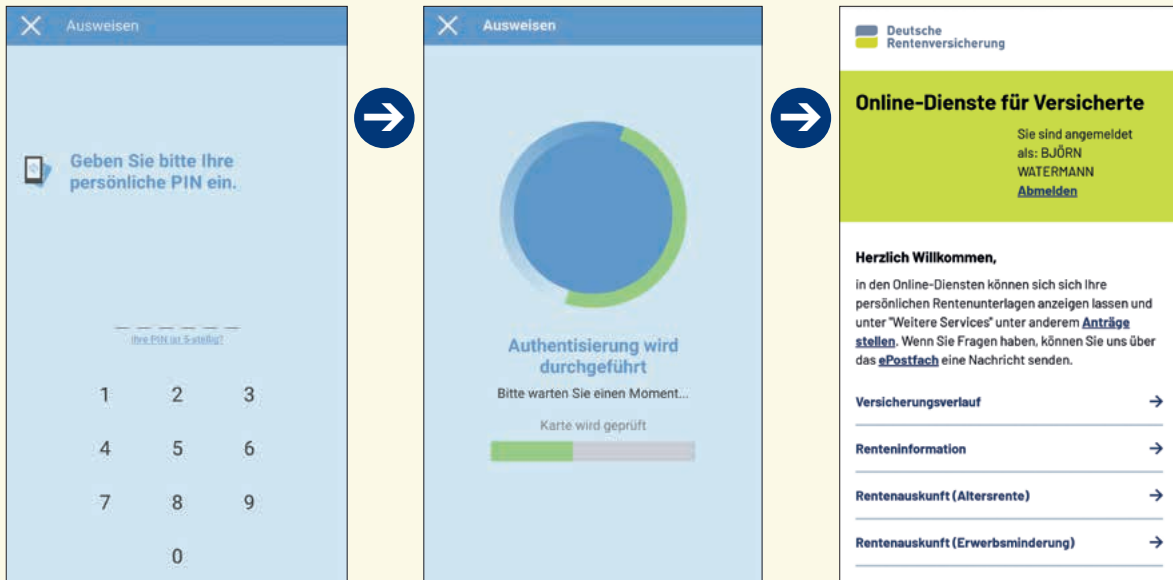 Ausweisen
Geben Sie bitte Ihre
persönliche PIN ein.
Ihre PIN ist 5-stellig?
1 2 3
4 5 6
7 8 9
0
Ausweisen
Authentisierung wird
durchgeführt
Bitte warten Sie einen Moment...
Karte wird geprüft
Deutsche
Rentenversicherung
Online-Dienste für Versicherte
Sie sind angemeldet
als: BJÖRN
WATERMANN
Abmelden
Herzlich Willkommen,
in den Online-Diensten können sich sich Ihre
persönlichen Rentenunterlagen anzeigen lassen und
unter "Weitere Services" unter anderem Anträge
stellen. Wenn Sie Fragen haben, können Sie uns über
das ePostfach eine Nachricht senden.
Versicherungsverlauf
Renteninformation
Rentenauskunft (Altersrente)
Rentenauskunft (Erwerbsminderung)